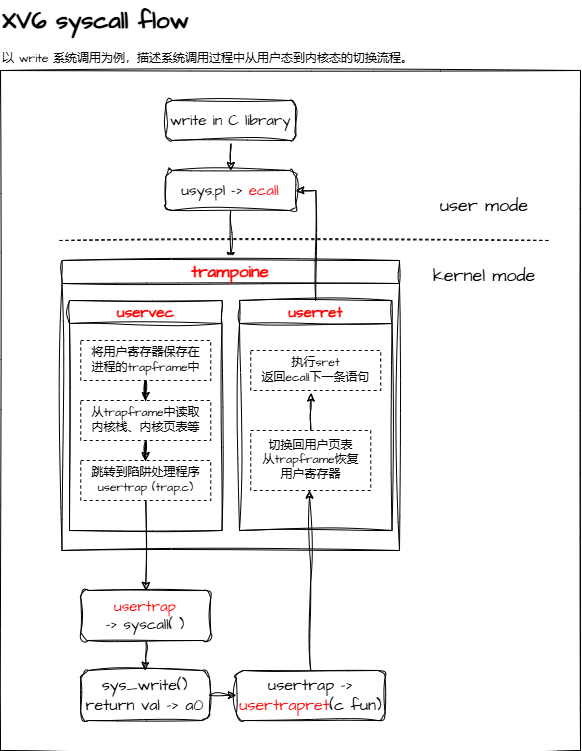 XV6 syscall flow
以 write 系统调用为例，描述系统调用过程中从用户态到内核态的切换流程。
write in C library
usys.pl -> ecall
user mode
trampoine
kernel mode
uservec
将用户寄存器保存在
进程的trapframe中
从trapframe中读取
内核栈、内核页表等
跳转到陷阱处理程序
usertrap (trap.c)
userret
执行sret
返回ecall下一条语句
切换回用户页表
从trapframe恢复
用户寄存器
usertrap
-> syscall( )
sys_write()
return val -> a0
usertrap ->
usertrapret(c fun)